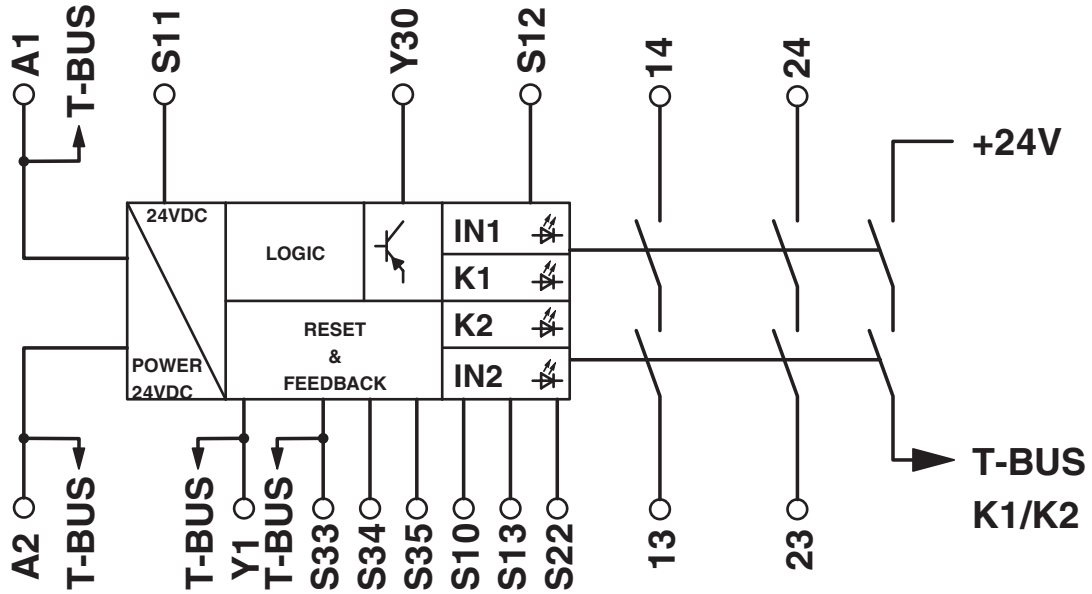 A1
T-BUS
S11
Y30
S12
14
24
+24V
24VDC
LOGIC
IN1
K1
K2
IN2
RESET
&
FEEDBACK
POWER
24VDC
A2
T-BUS
T-BUS
Y1
T-BUS
S33
S34
S35
S10
S13
S22
13
23
T-BUS
K1/K2